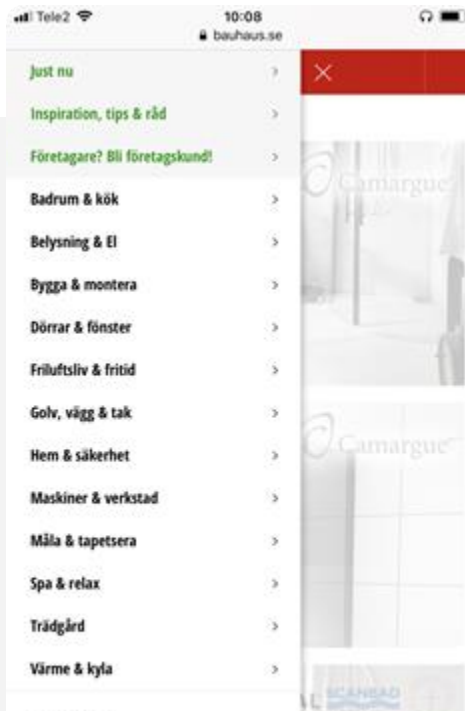 Tele2
10:08
bauhaus.se
Just nu
Inspiration, tips & råd
Företagare? Bli företagskund!
Badrum & kök
Belysning & El
Bygga & montera
Dörrar & fönster
Friluftsliv & fritid
Golv, vägg & tak
Hem & säkerhet
Maskiner & verkstad
Måla & tapetsera
Spa & relax
Trädgård
Värme & kyla
Camargue
Camargue
SCANBAD